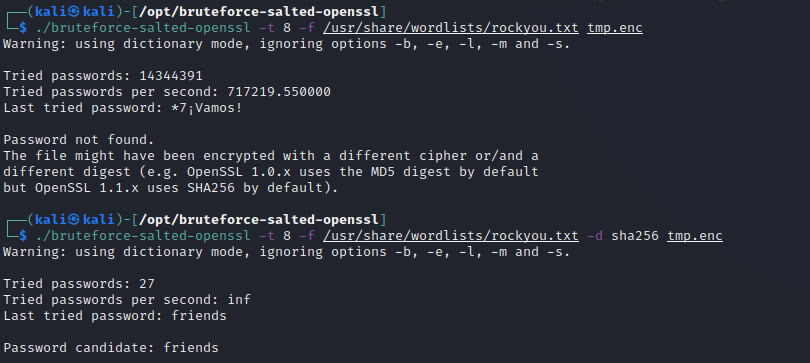 ┌──(kali㉿kali)-[/opt/bruteforce-salted-openssl]
└─$ ./bruteforce-salted-openssl -t 8 -f /usr/share/wordlists/rockyou.txt tmp.enc
Warning: using dictionary mode, ignoring options -b, -e, -l, -m and -s.

Tried passwords: 14344391
Tried passwords per second: 717219.550000
Last tried password: *7¡Vamos!

Password not found.
The file might have been encrypted with a different cipher or/and a
different digest (e.g. OpenSSL 1.0.x uses the MD5 digest by default
but OpenSSL 1.1.x uses SHA256 by default).

┌──(kali㉿kali)-[/opt/bruteforce-salted-openssl]
└─$ ./bruteforce-salted-openssl -t 8 -f /usr/share/wordlists/rockyou.txt -d sha256 tmp.enc
Warning: using dictionary mode, ignoring options -b, -e, -l, -m and -s.

Tried passwords: 27
Tried passwords per second: inf
Last tried password: friends

Password candidate: friends